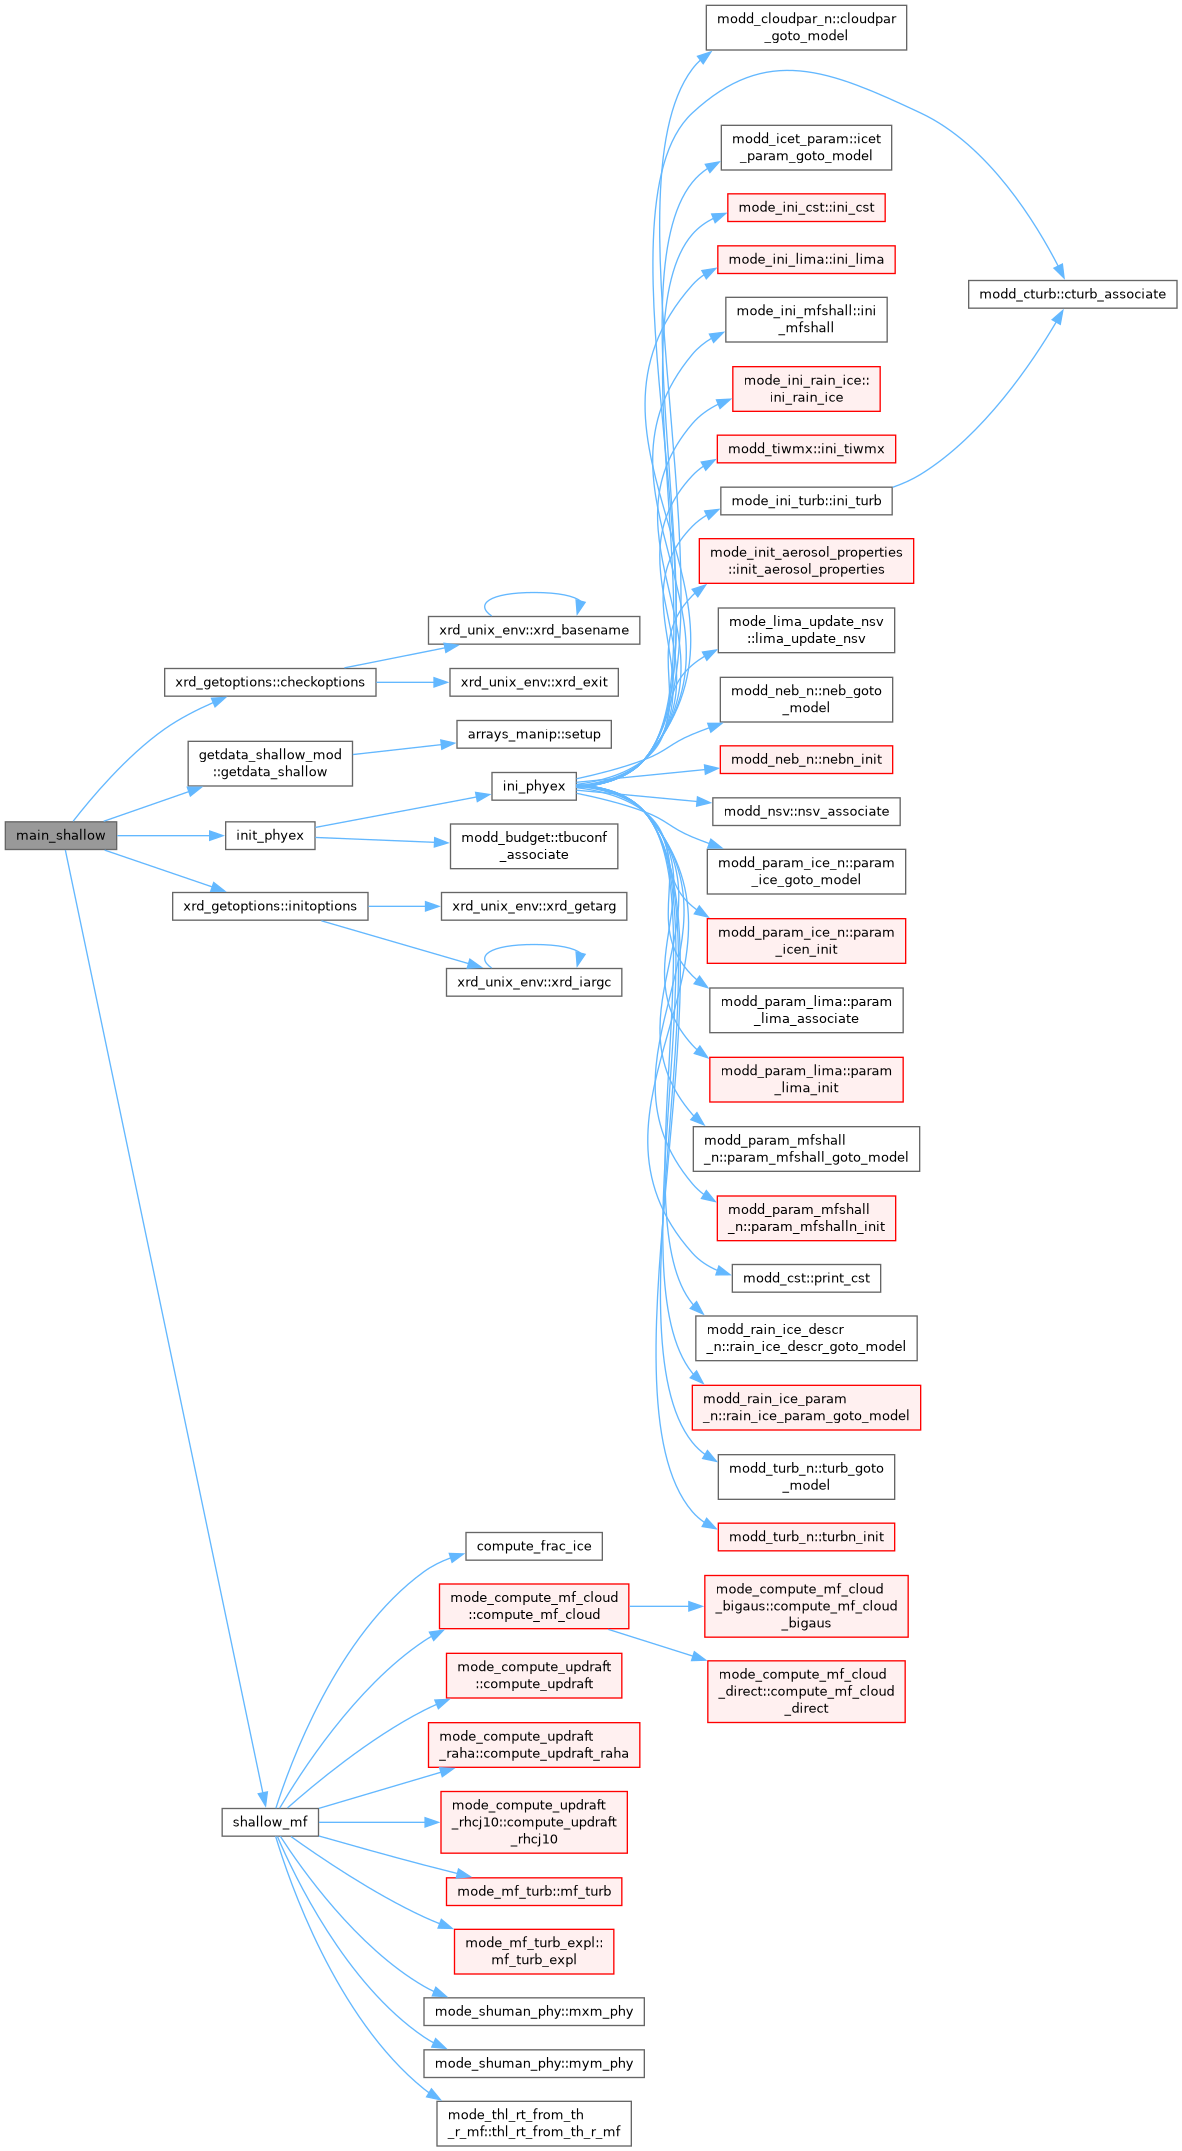 main_shallow
xrd_getoptions::checkoptions
getdata_shallow_mod
::getdata_shallow
init_phyex
xrd_getoptions::initoptions
shallow_mf
xrd_unix_env::xrd_basename
xrd_unix_env::xrd_exit
arrays_manip::setup
ini_phyex
modd_budget::tbuconf
_associate
xrd_unix_env::xrd_getarg
xrd_unix_env::xrd_iargc
compute_frac_ice
mode_compute_mf_cloud
::compute_mf_cloud
mode_compute_updraft
::compute_updraft
mode_compute_updraft
_raha::compute_updraft_raha
mode_compute_updraft
_rhcj10::compute_updraft
_rhcj10
mode_mf_turb::mf_turb
mode_mf_turb_expl::
mf_turb_expl
mode_shuman_phy::mxm_phy
mode_shuman_phy::mym_phy
mode_thl_rt_from_th
_r_mf::thl_rt_from_th_r_mf
modd_cloudpar_n::cloudpar
_goto_model
modd_icet_param::icet
_param_goto_model
mode_ini_cst::ini_cst
mode_ini_lima::ini_lima
mode_ini_mfshall::ini
_mfshall
mode_ini_rain_ice::
ini_rain_ice
modd_tiwmx::ini_tiwmx
mode_ini_turb::ini_turb
mode_init_aerosol_properties
::init_aerosol_properties
mode_lima_update_nsv
::lima_update_nsv
modd_neb_n::neb_goto
_model
modd_neb_n::nebn_init
modd_nsv::nsv_associate
modd_param_ice_n::param
_ice_goto_model
modd_param_ice_n::param
_icen_init
modd_param_lima::param
_lima_associate
modd_param_lima::param
_lima_init
modd_param_mfshall
_n::param_mfshall_goto_model
modd_param_mfshall
_n::param_mfshalln_init
modd_cst::print_cst
modd_rain_ice_descr
_n::rain_ice_descr_goto_model
modd_rain_ice_param
_n::rain_ice_param_goto_model
modd_turb_n::turb_goto
_model
modd_turb_n::turbn_init
mode_compute_mf_cloud
_bigaus::compute_mf_cloud
_bigaus
mode_compute_mf_cloud
_direct::compute_mf_cloud
_direct
modd_cturb::cturb_associate